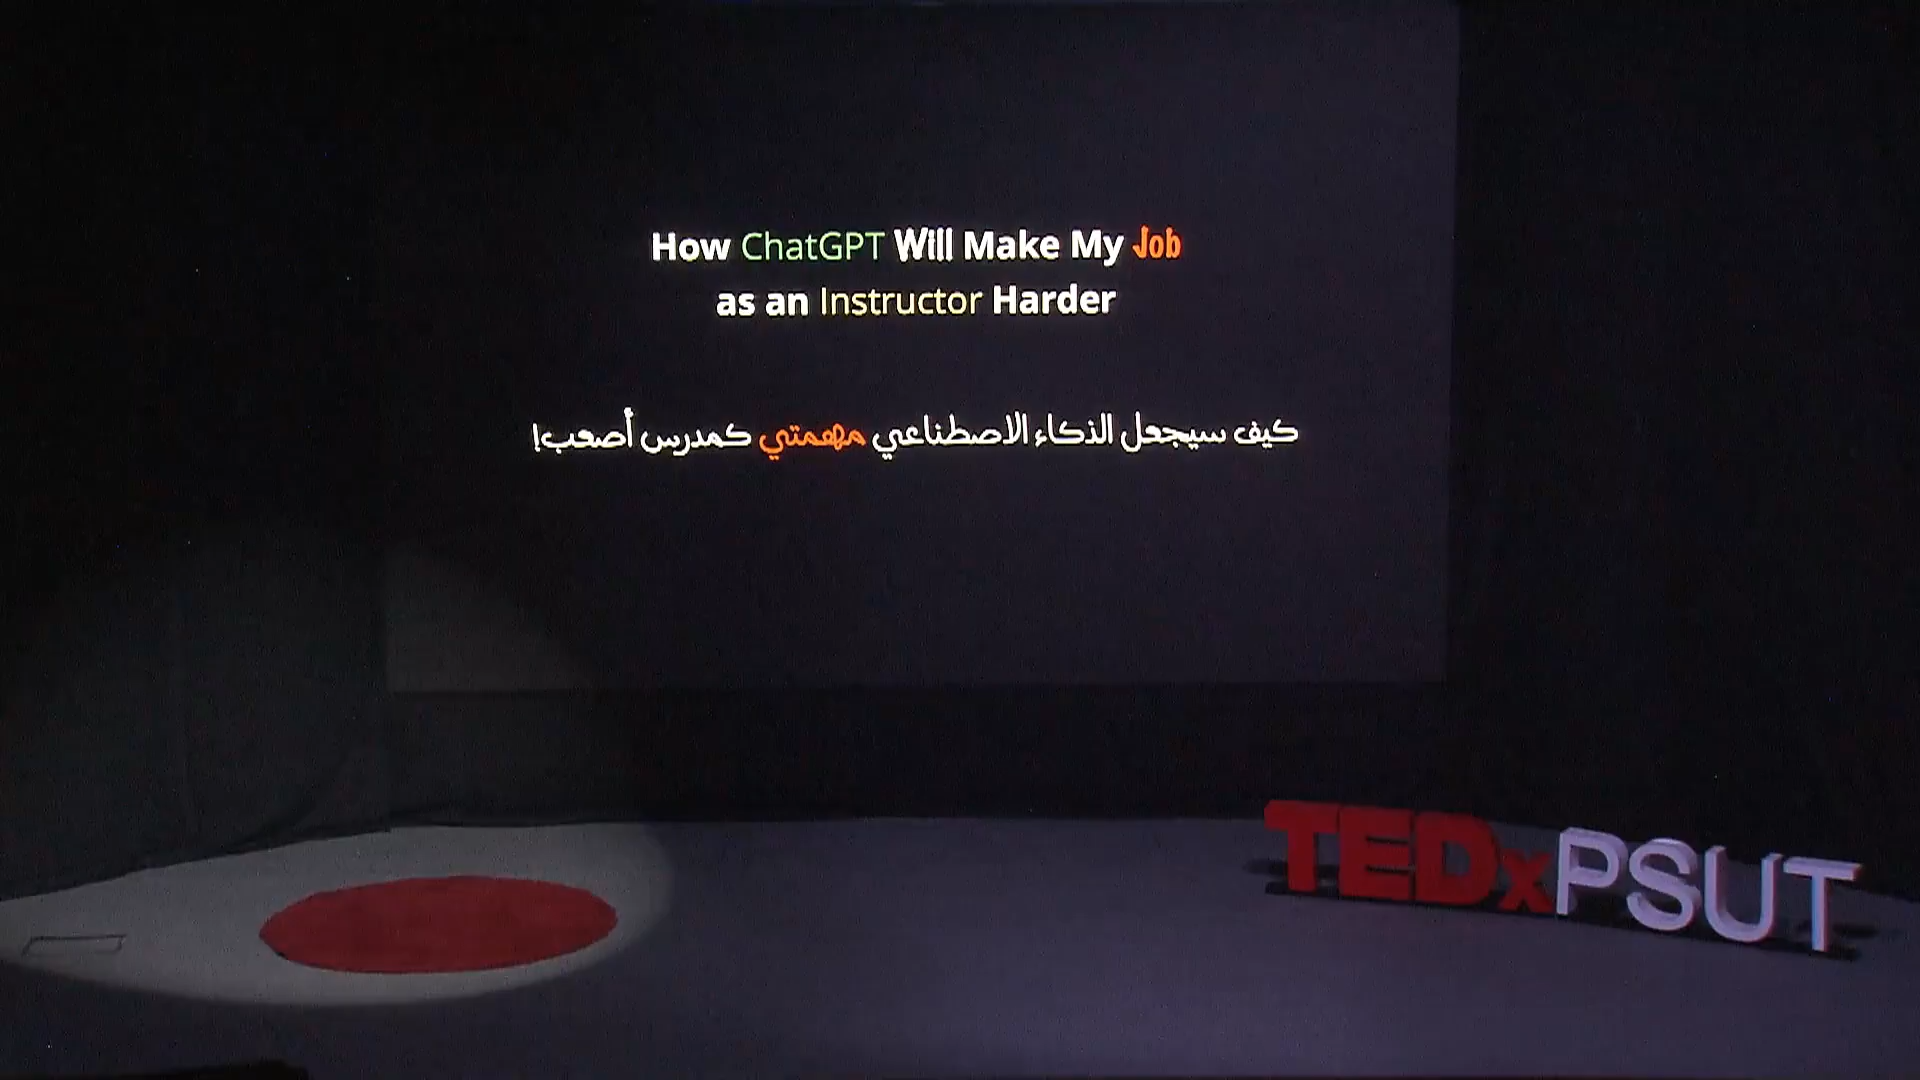 How ChatGPT Will Make My Job
as an Instructor Harder
كيف سيجعل الذكاء الاصطناعي مهمتي كمدرس أصعب!
TEDxPSUT